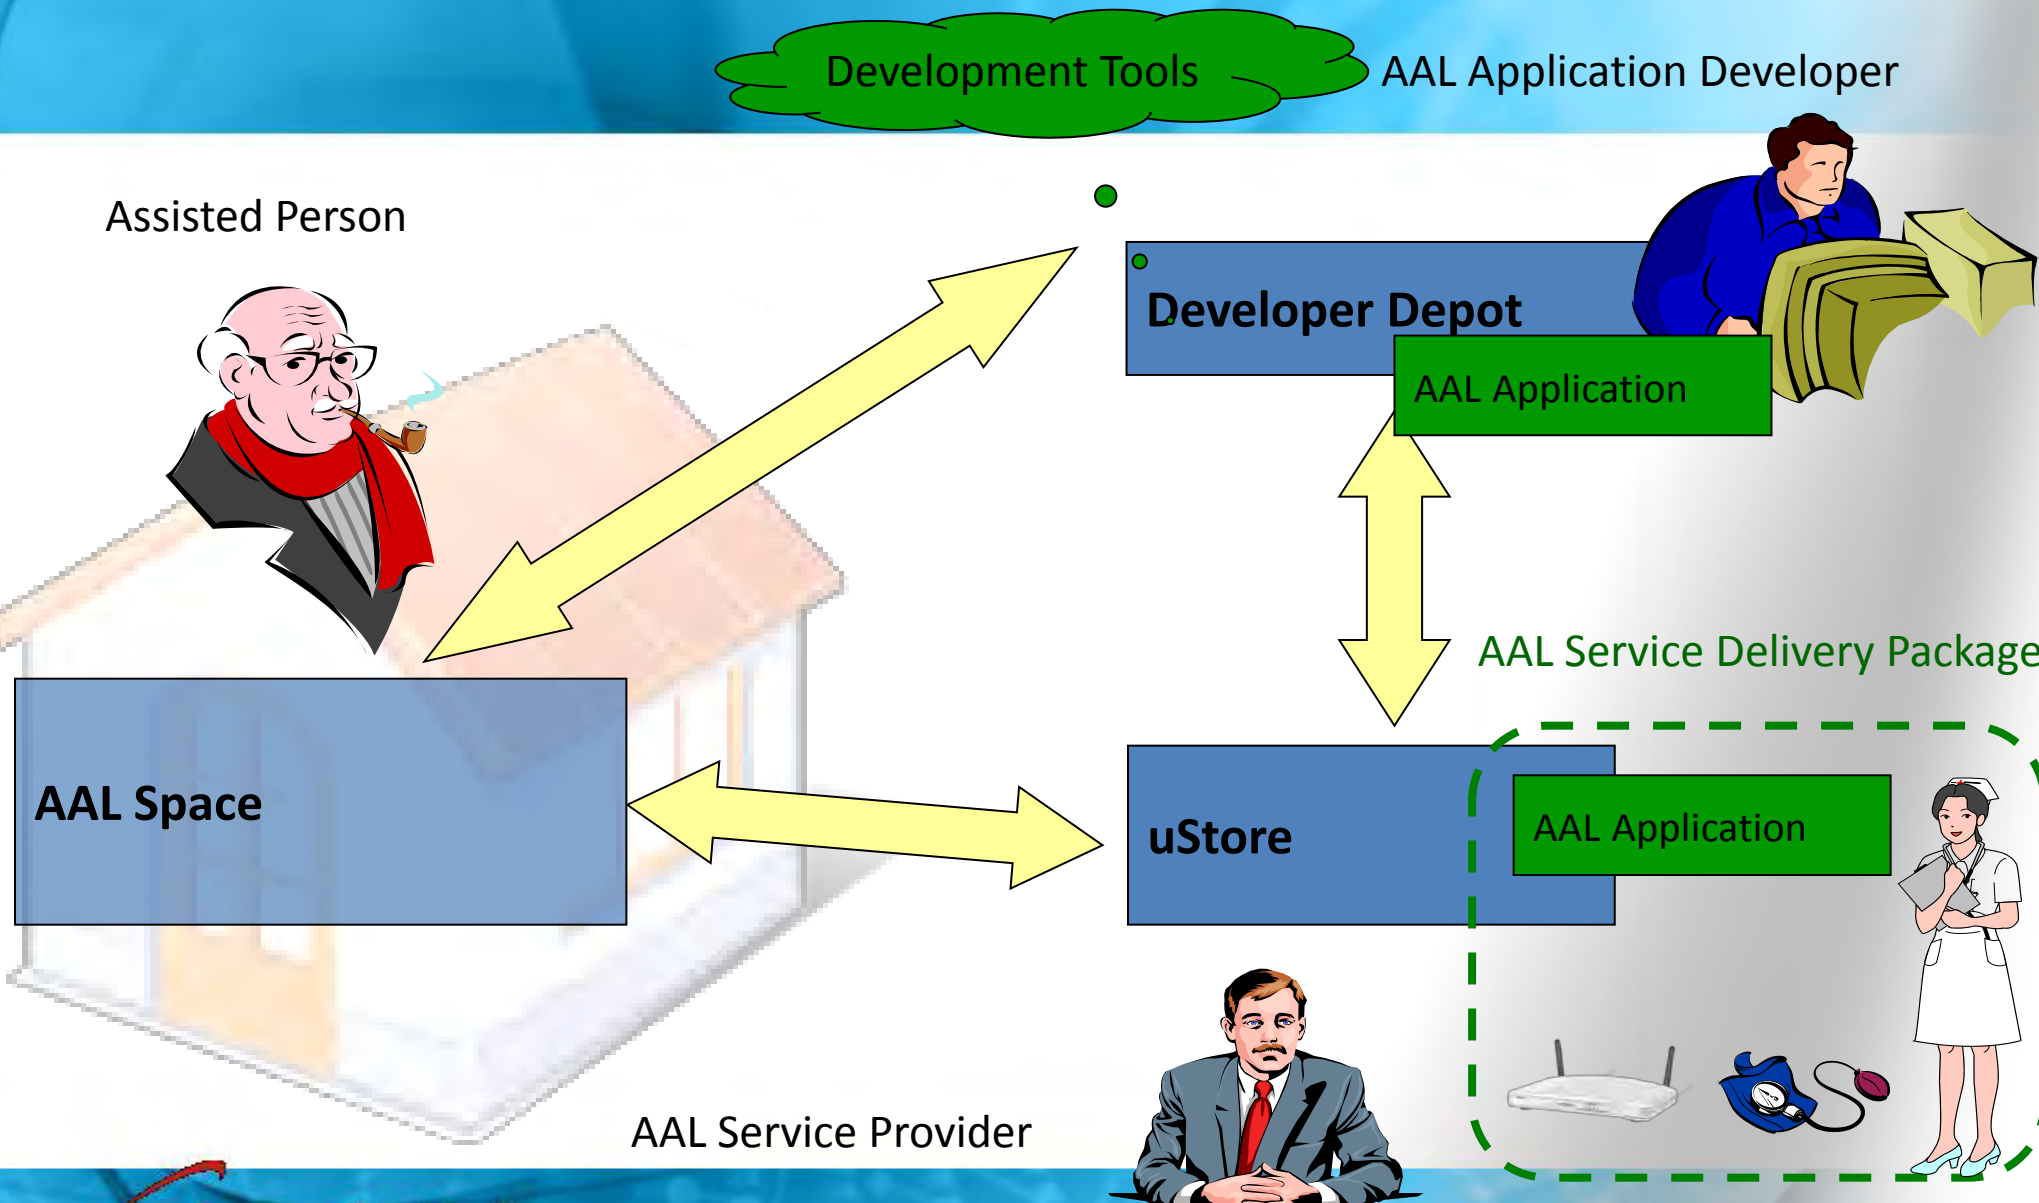 Development Tools
AAL Application Developer
Assisted Person
Developer Depot
AAL Application
AAL Service Delivery Package
AAL Space
uStore
AAL Application
AAL Service Provider